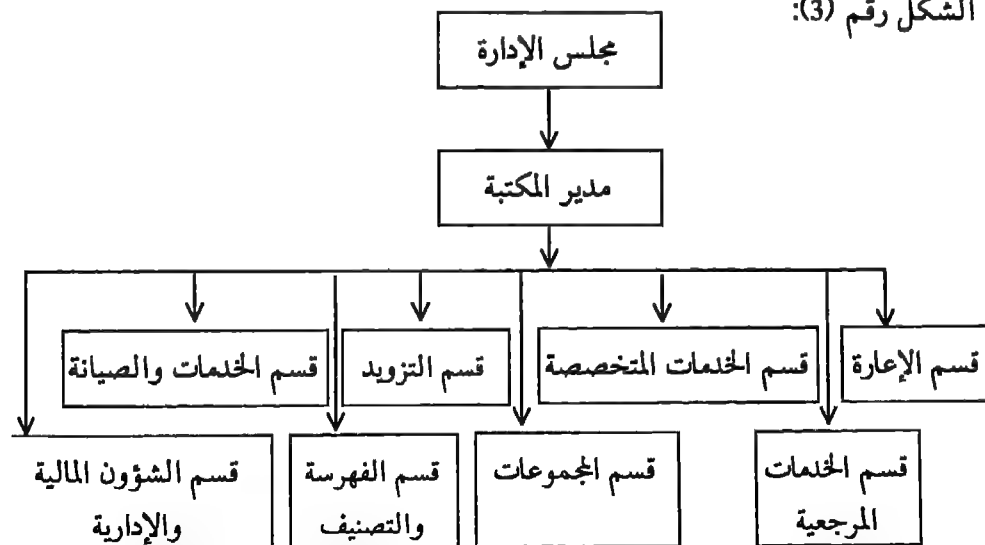 الشكل رقم (3):
مجلس الإدارة
مدير المكتبة
قسم الإعارة
قسم الخدمات المتخصصة
قسم التزويد
قسم الخدمات والصيانة
قسم الخدمات
المرجعية
قسم المجموعات
قسم الفهرسة
والتصنيف
قسم الشؤون المالية
والإدارية